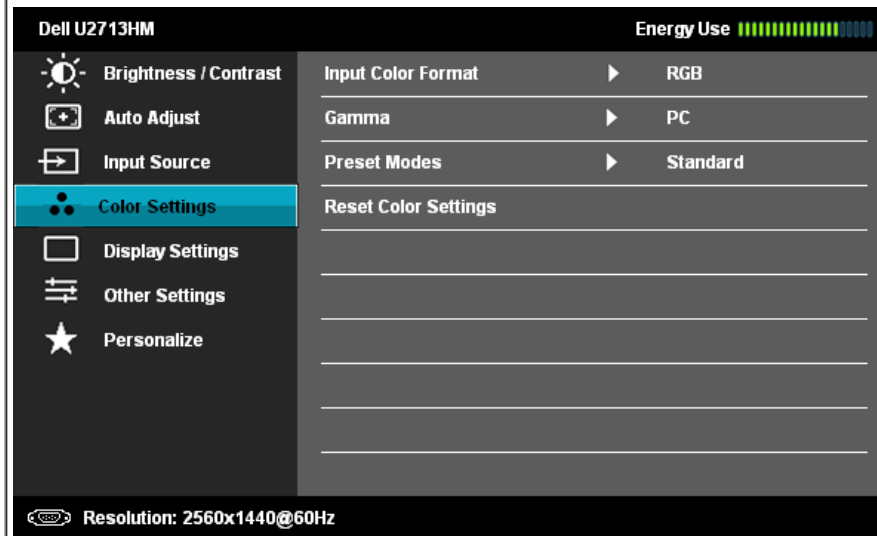 Dell U2713HM Energy Use
Brightness / Contrast Input Color Format RGB
Auto Adjust Gamma PC
Input Source Preset Modes Standard
Color Settings Reset Color Settings
Display Settings
Other Settings
Personalize
Resolution: 2560x1440@60Hz